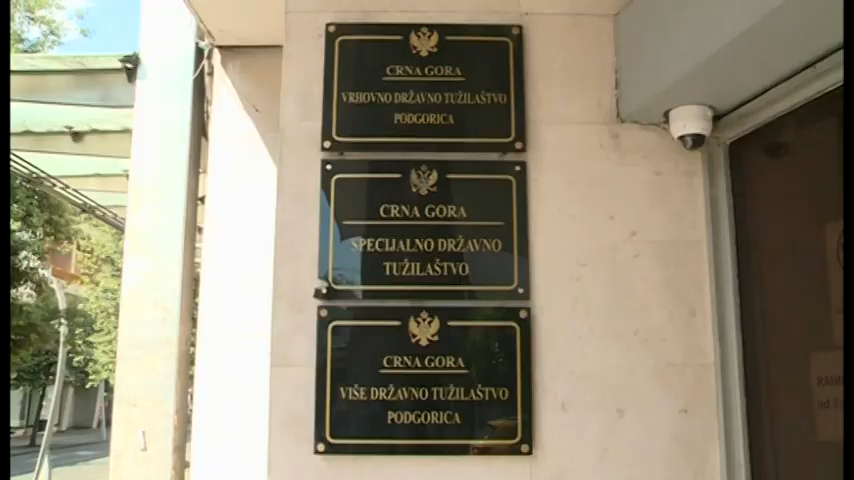 CRNA GORA
VRHOVNO DRŽAVNO TUŽILAŠTVO
PODGORICA
CRNA GORA
SPECIJALNO DRŽAVNO
TUŽILAŠTVO
CRNA GORA
VIŠE DRŽAVNO TUŽILAŠTVO
PODGORICA